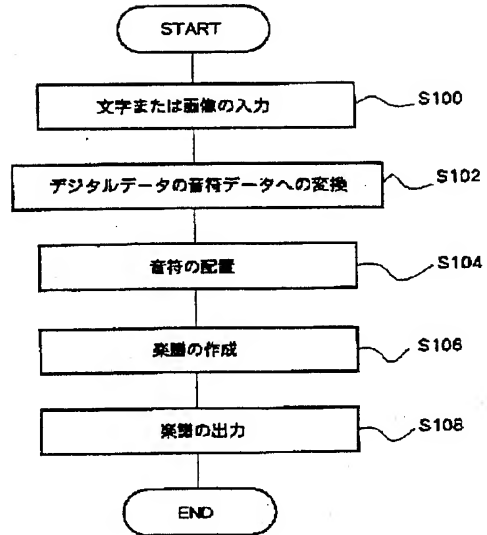 START
文字または画像の入力
S100
デジタルデータの音符データへの変換
S102
音符の配置
S104
楽譜の作成
S106
楽譜の出力
S108
END